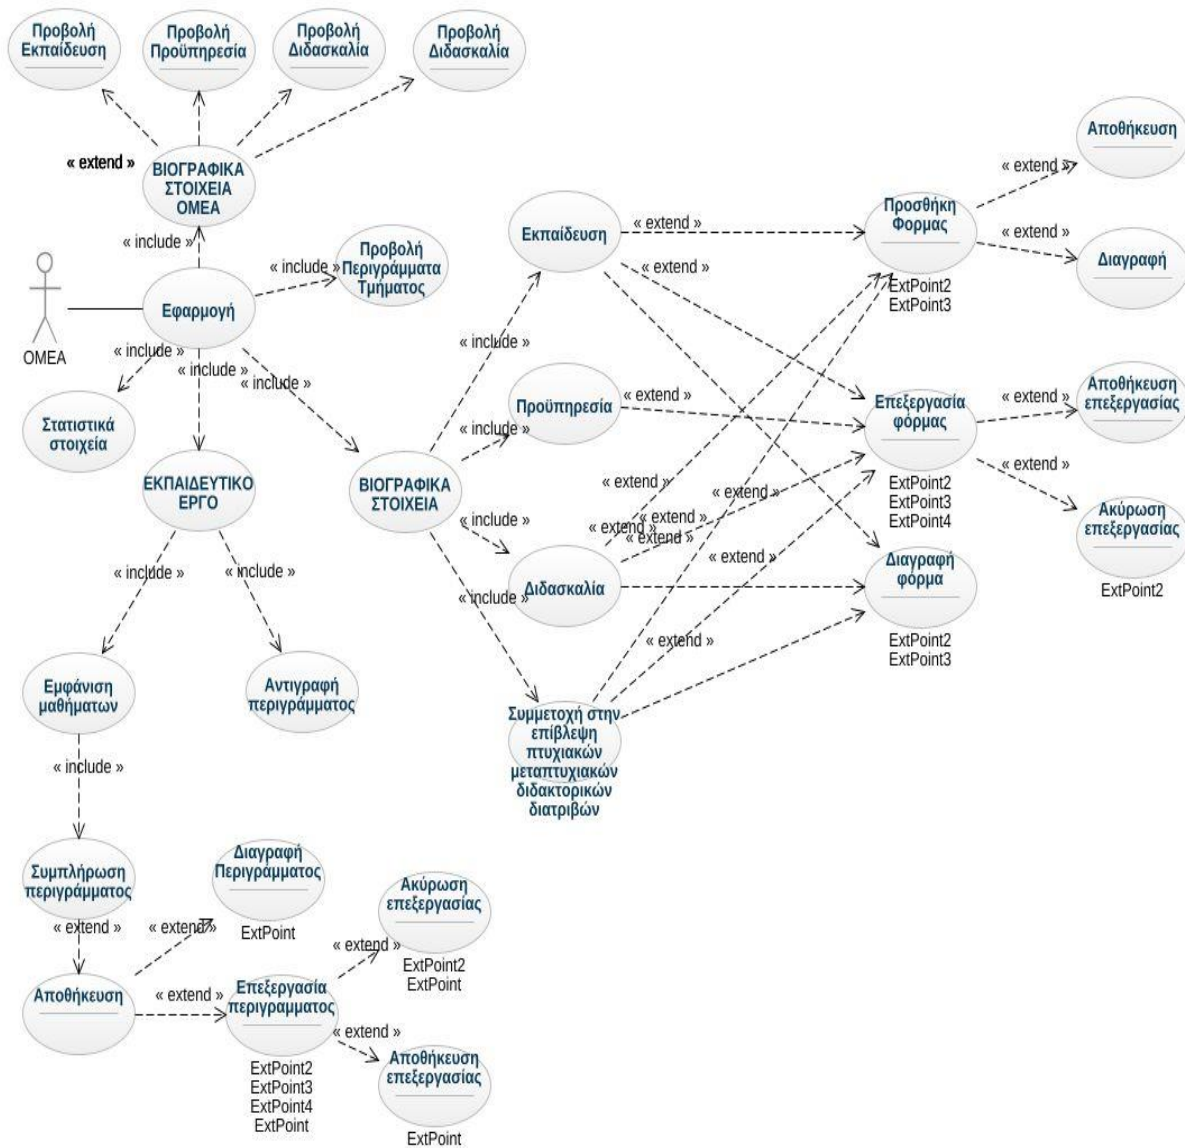 Προβολή
Εκπαίδευση
Προβολή
Προϋπηρεσία
Προβολή
Διδασκαλία
Προβολή
Διδασκαλία
« extend »
ΒΙΟΓΡΑΦΙΚΑ
ΣΤΟΙΧΕΙΑ
ΟΜΕΑ
« include »
Προβολή
Περιγράμματα
Τμήματος
« include »
Εφαρμογή
ΟΜΕΑ
« include »
« include »
« include »
Στατιστικά
στοιχεία
ΕΚΠΑΙΔΕΥΤΙΚΟ
ΕΡΓΟ
ΒΙΟΓΡΑΦΙΚΑ
ΣΤΟΙΧΕΙΑ
« include »
« include »
« include »
« include »
Εκπαίδευση
Προϋπηρεσία
Διδασκαλία
Συμμετοχή στην
επίβλεψη
πτυχιακών
μεταπτυχιακών
διδακτορικών
διατριβών
« extend »
« extend »
« extend »
« extend »
« extend »
« extend »
« extend »
« extend »
« extend »
« extend »
Προσθήκη
Φορμας
ExtPoint2
ExtPoint3
« extend »
« extend »
Αποθήκευση
Διαγραφή
Επεξεργασία
φόρμας
ExtPoint2
ExtPoint3
ExtPoint4
« extend »
« extend »
Αποθήκευση
επεξεργασίας
Ακύρωση
επεξεργασίας
ExtPoint2
Διαγραφή
φόρμα
ExtPoint2
ExtPoint3
« include »
« include »
Εμφάνιση
μαθήματων
Αντιγραφή
περιγράμματος
« include »
Συμπλήρωση
περιγράμματος
« extend »
Αποθήκευση
« extend »
Διαγραφή
Περιγράμματος
ExtPoint
« extend »
Επεξεργασία
περιγραμματος
ExtPoint2
ExtPoint3
ExtPoint4
ExtPoint
« extend »
Ακύρωση
επεξεργασίας
ExtPoint2
ExtPoint
« extend »
Αποθήκευση
επεξεργασίας
ExtPoint